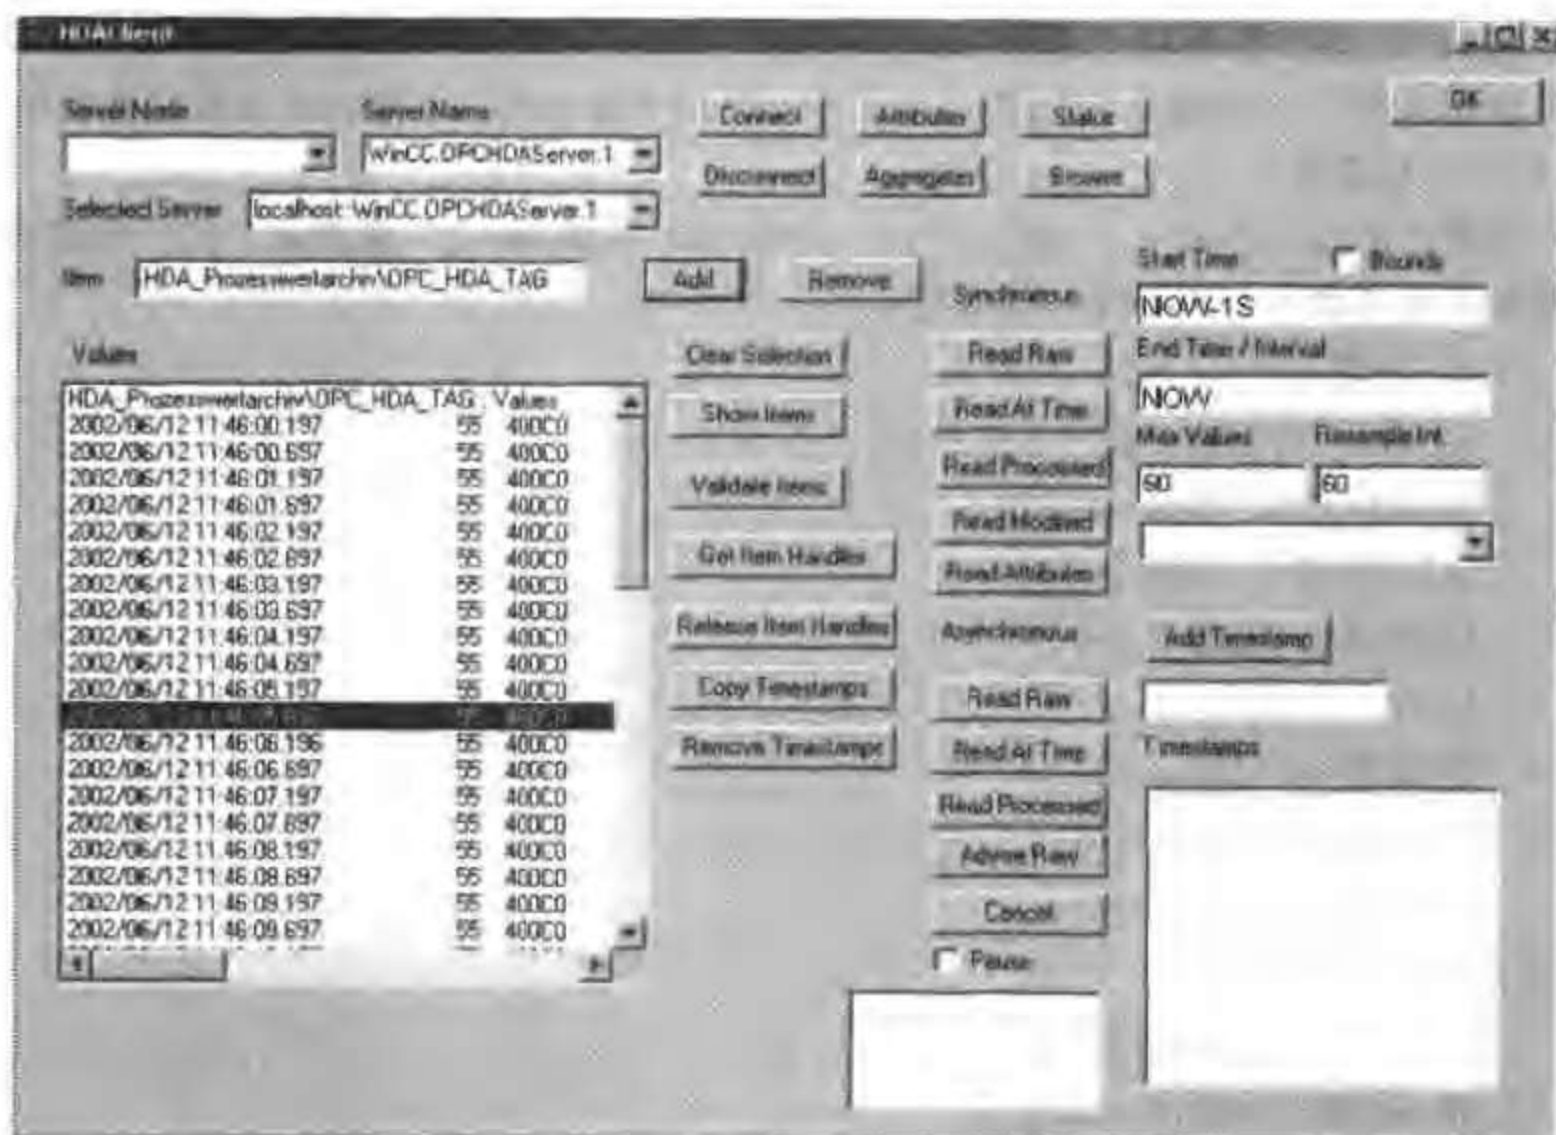 HDAClient
OK
Server Node
Server Name
Connect
Attributes
Status
WinCC.OPCHDAServer.1
Disconnect
Aggregates
Browse
Selected Server
localhost:WinCC.OPCHDAServer.1
Item
HDA_Prozesswertarchiv\OPC_HDA_TAG
Add
Remove
Start Time
Bounds
Synchronous
NOW-1S
Values
Clear Selection
Read Raw
End Time / Interval
NOW
HDA_Prozesswertarchiv\OPC_HDA_TAG Values
2002/06/12 11:46:00.197 55 400C0
2002/06/12 11:46:00.697 55 400C0
2002/06/12 11:46:01.197 55 400C0
2002/06/12 11:46:01.697 55 400C0
2002/06/12 11:46:02.197 55 400C0
2002/06/12 11:46:02.697 55 400C0
2002/06/12 11:46:03.197 55 400C0
2002/06/12 11:46:03.697 55 400C0
2002/06/12 11:46:04.197 55 400C0
2002/06/12 11:46:04.697 55 400C0
2002/06/12 11:46:05.197 55 400C0
55 400C0
2002/06/12 11:46:06.196 55 400C0
2002/06/12 11:46:06.697 55 400C0
2002/06/12 11:46:07.197 55 400C0
2002/06/12 11:46:07.697 55 400C0
2002/06/12 11:46:08.197 55 400C0
2002/06/12 11:46:08.697 55 400C0
2002/06/12 11:46:09.197 55 400C0
2002/06/12 11:46:09.697 55 400C0
Show Items
Validate Items
Get Item Handles
Release Item Handles
Copy Timestamps
Remove Timestamps
Read At Time
Read Processed
Read Modified
Read Attributes
Asynchronous
Read Raw
Read At Time
Read Processed
Advise Raw
Cancel
Pause
Max Values
Resample Int.
60
60
Add Timestamp
Timestamps